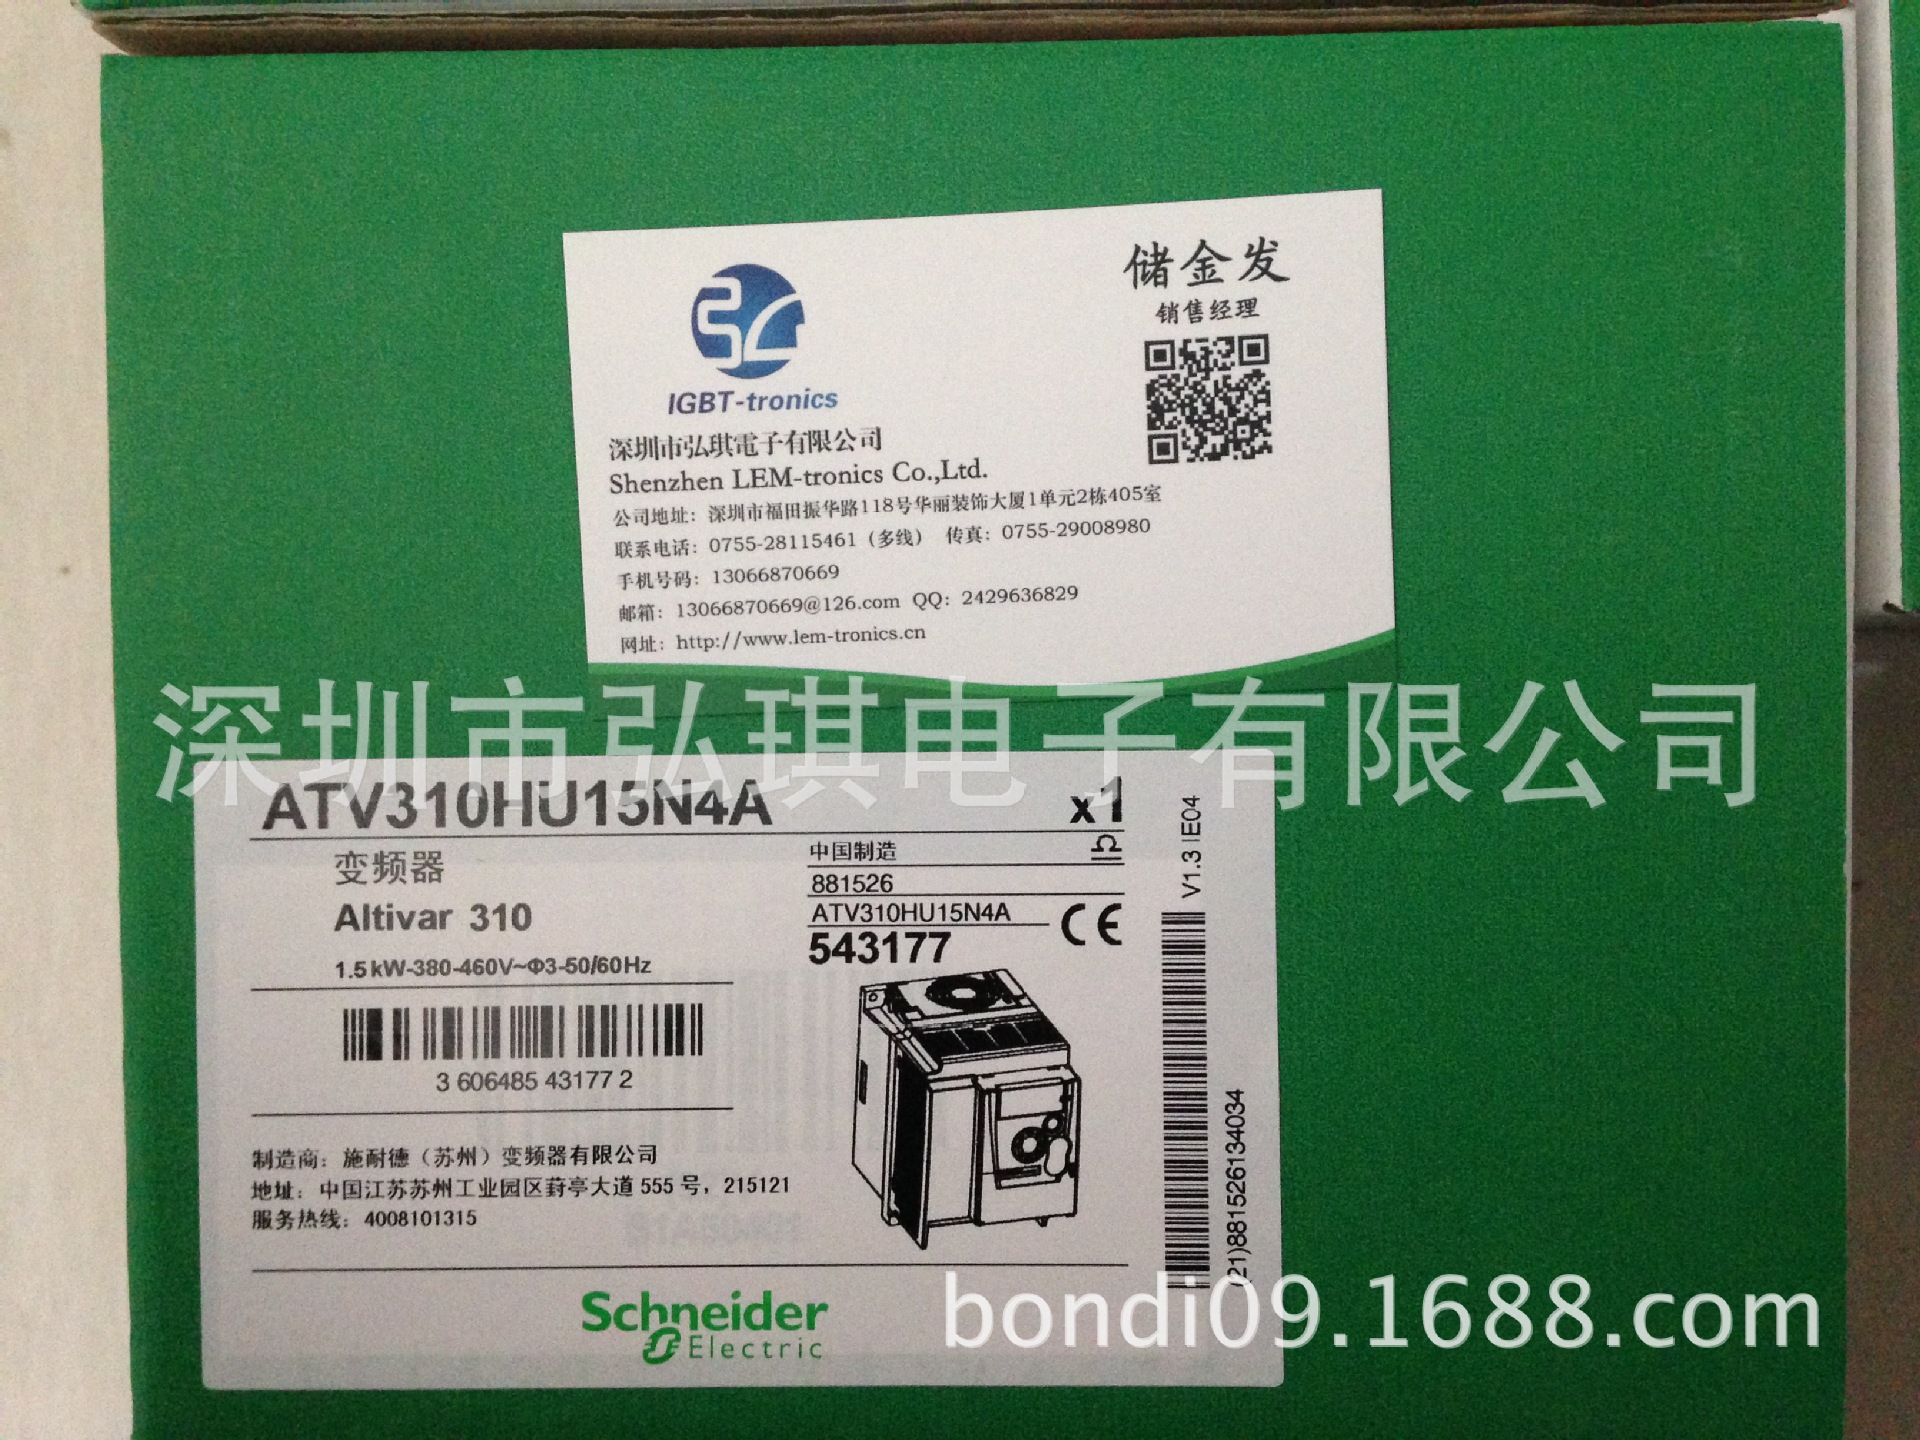 储金发
销售经理
IGBT-tronics
深圳市弘琪電子有限公司
Shenzhen LEM-tronics Co.,Ltd.
公司地址：深圳市福田振华路118号华丽装饰大厦1单元2栋405室
联系电话：0755-28115461（多线） 传真：0755-29008980
手机号码：13066870669
邮箱：13066870669@126.com QQ：2429636829
网址：http://www.lem-tronics.cn
深圳市弘琪电子有限公司
ATV310HU15N4A x1
变频器
Altivar 310
1.5kW-380-460V~Φ3-50/60Hz
中国制造
881526
ATV310HU15N4A
543177
CE
V1.3 IE04
3 606485 43177 2
(21)881526134034
制造商：施耐德（苏州）变频器有限公司
地址：中国江苏苏州工业园区葑亭大道 555 号，215121
服务热线：4008101315
Schneider
Electric
bondi09.1688.com